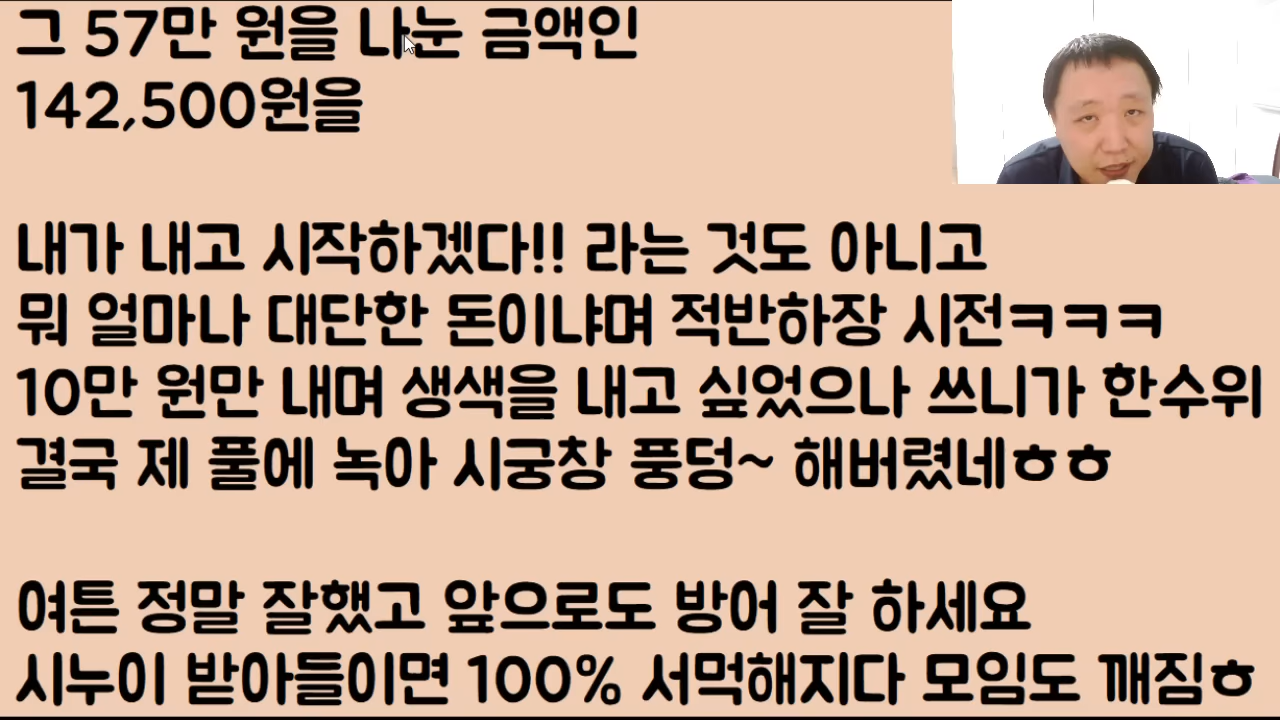 그 57만 원을 나눈 금액인
142,500원을
내가 내고 시작하겠다!! 라는 것도 아니고
뭐 얼마나 대단한 돈이냐며 적반하장 시전ㅋㅋㅋ
10만 원만 내며 생색을 내고 싶었으나 쓰니가 한수위
결국 제 풀에 녹아 시궁창 풍덩~ 해버렸네ㅎㅎ
여튼 정말 잘했고 앞으로도 방어 잘 하세요
시누이 받아들이면 100% 서먹해지다 모임도 깨짐ㅎ